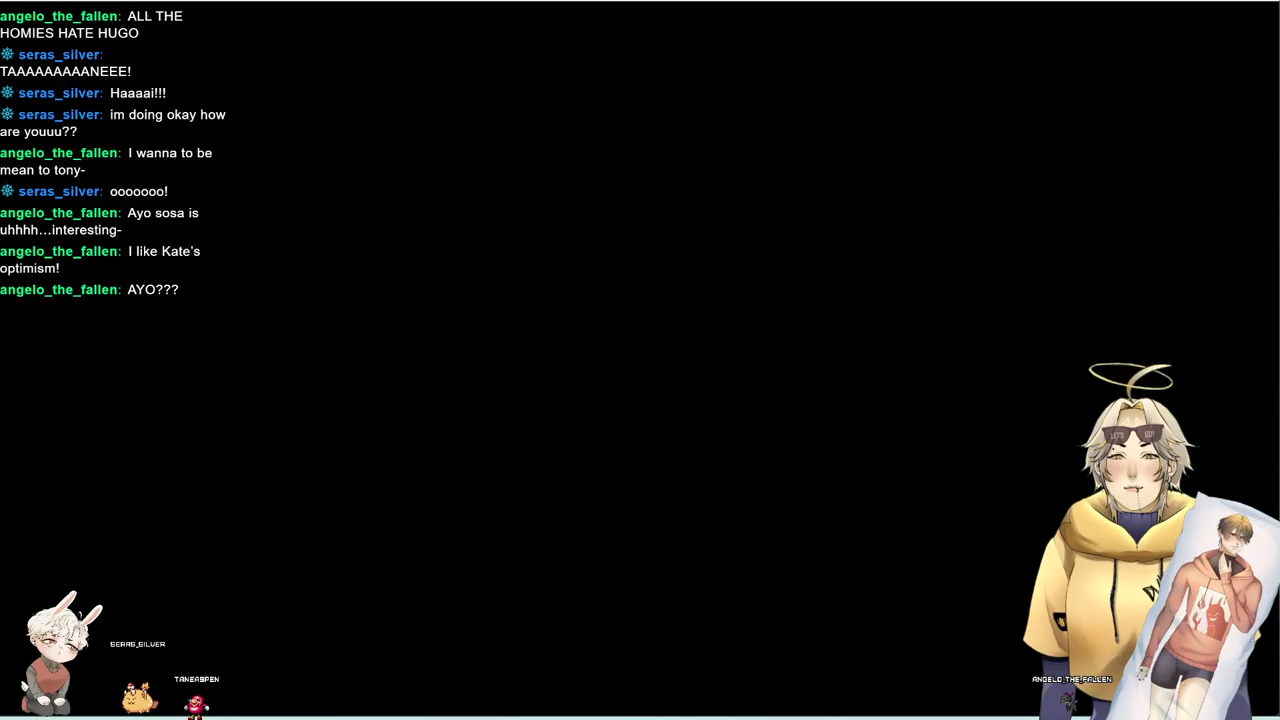 angelo_the_fallen: ALL THE
HOMIES HATE HUGO
seras_silver:
TAAAAAAAAANEEE!
seras_silver: Haaaai!!!
seras_silver: im doing okay how
are youuu??
angelo_the_fallen: I wanna to be
mean to tony-
seras_silver: ooooooo!
angelo_the_fallen: Ayo sosa is
uhhhh...interesting-
angelo_the_fallen: I like Kate's
optimism!
angelo_the_fallen: AYO???
LET'S GO!
SERAS_SILVER
TANEASPEN
ANGELO_THE_FALLEN